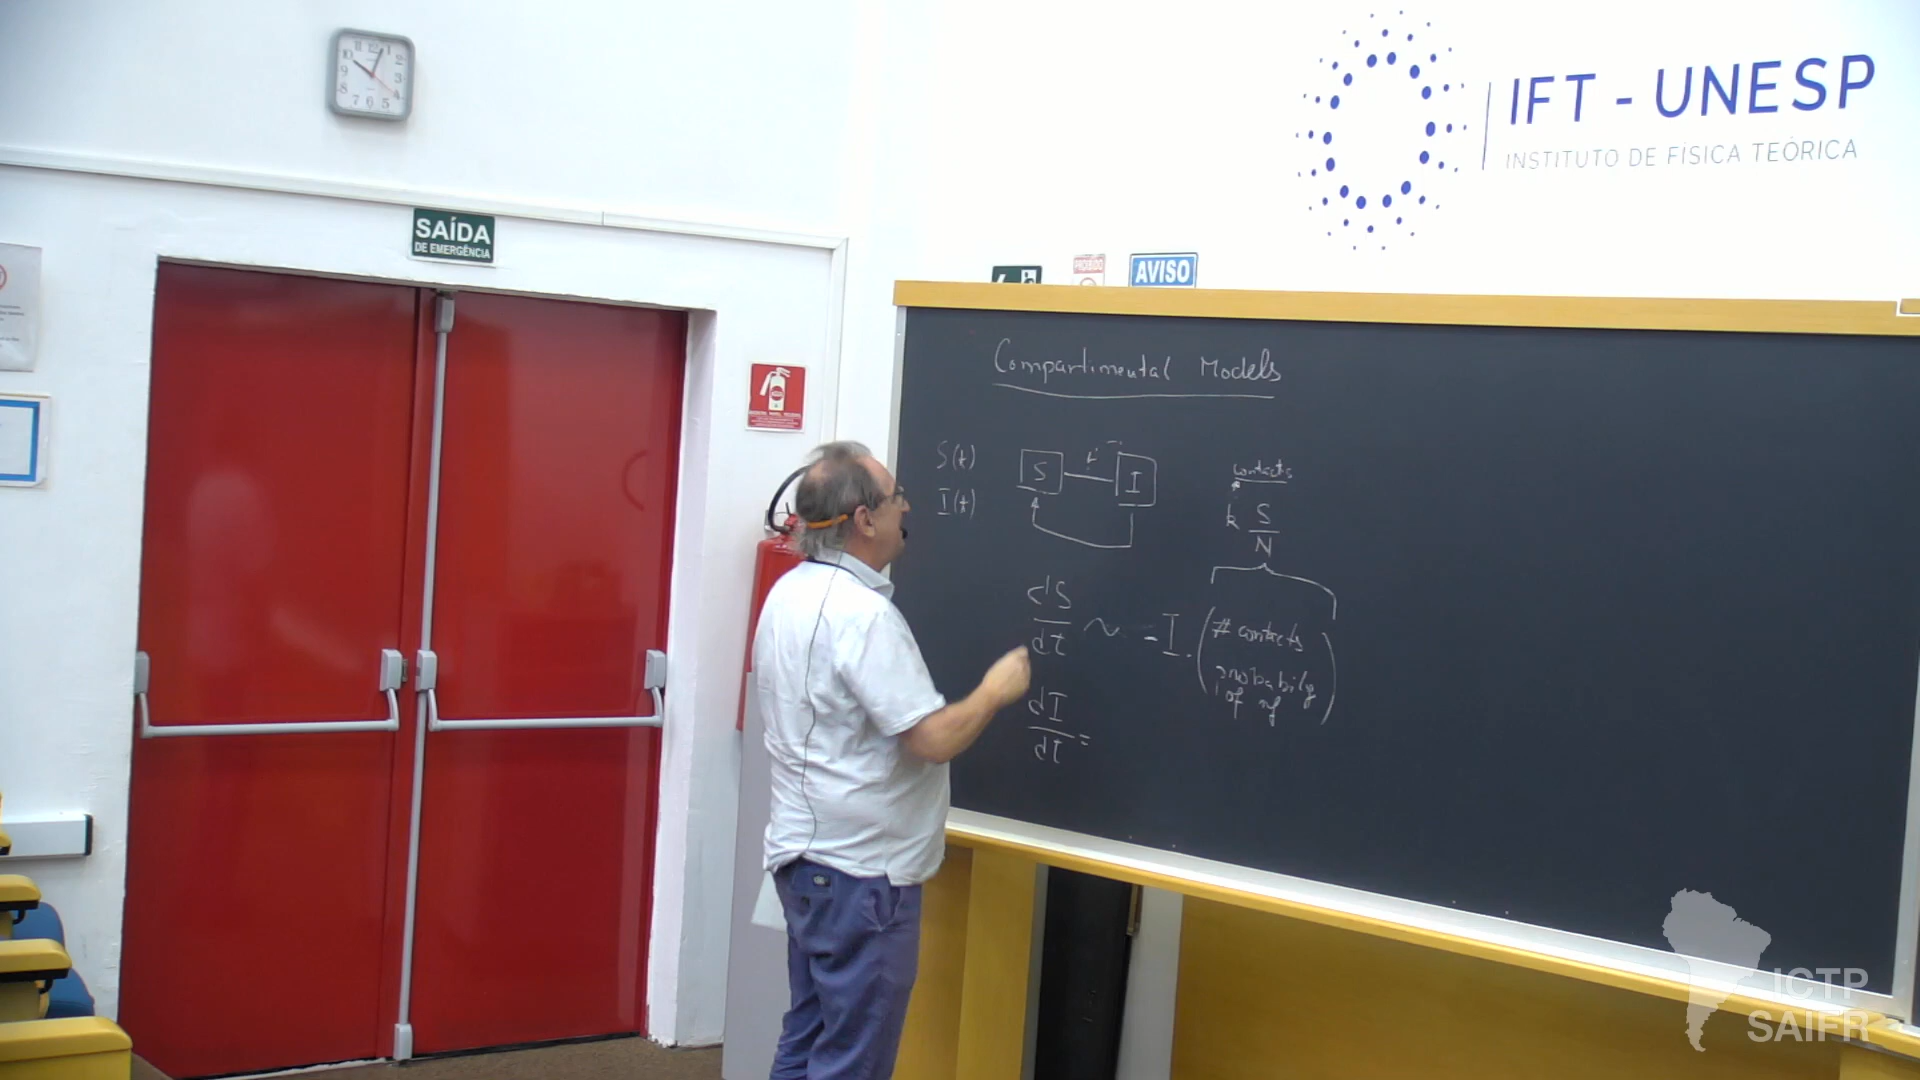 IFT - UNESP
INSTITUTO DE FÍSICA TEÓRICA
SAÍDA
DE EMERGÊNCIA
AVISO
Compartimental Models
S(t)
I(t)
S
I
contacts
k S/N
dS/dt ~ - I . (# contacts
probabily
of inf)
dI/dt =
ICTP
SAIFR